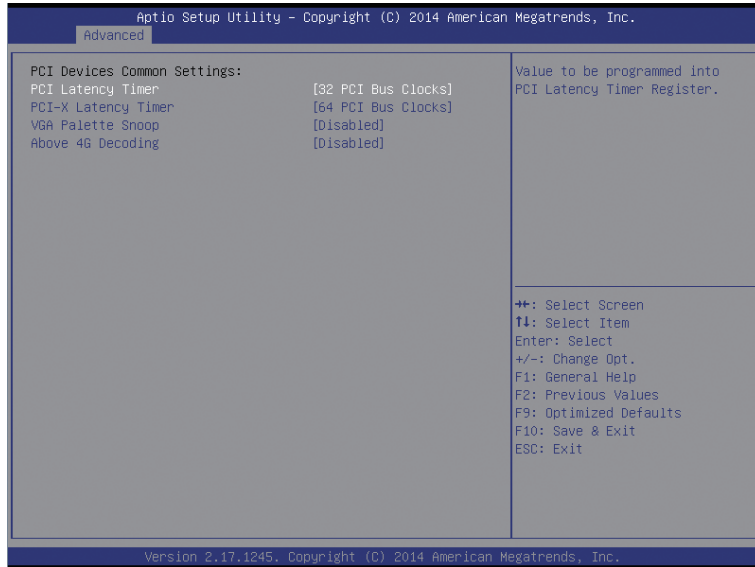 Aptio Setup Utility – Copyright (C) 2014 American Megatrends, Inc.
Advanced
PCI Devices Common Settings:
PCI Latency Timer [32 PCI Bus Clocks]
PCI-X Latency Timer [64 PCI Bus Clocks]
VGA Palette Snoop [Disabled]
Above 4G Decoding [Disabled]
Value to be programmed into
PCI Latency Timer Register.
→←: Select Screen
↑↓: Select Item
Enter: Select
+/-: Change Opt.
F1: General Help
F2: Previous Values
F9: Optimized Defaults
F10: Save & Exit
ESC: Exit
Version 2.17.1245. Copyright (C) 2014 American Megatrends, Inc.